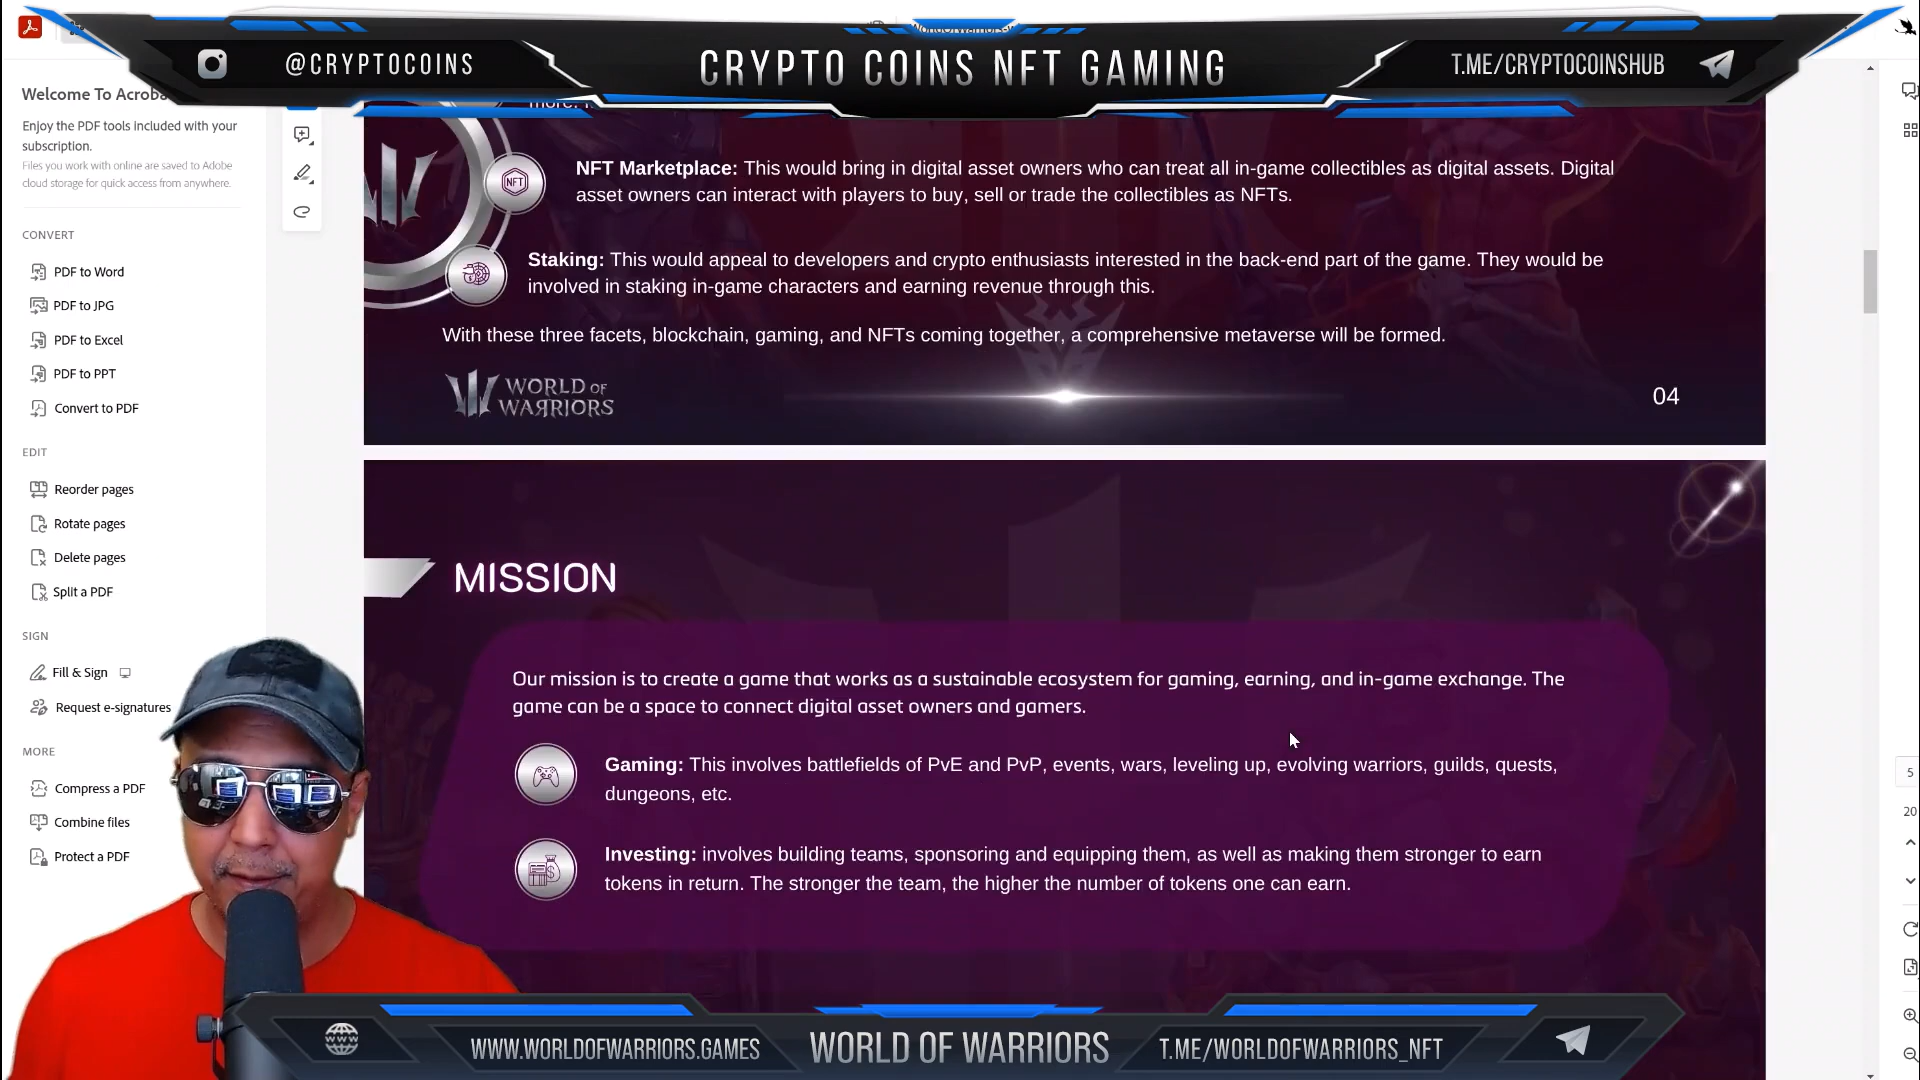 @CRYPTOCOINS
CRYPTO COINS NFT GAMING
T.ME/CRYPTOCOINSHUB
Welcome To Acroba
Enjoy the PDF tools included with your
subscription.
Files you work with online are saved to Adobe
cloud storage for quick access from anywhere.
CONVERT
PDF to Word
PDF to JPG
PDF to Excel
PDF to PPT
Convert to PDF
EDIT
Reorder pages
Rotate pages
Delete pages
Split a PDF
SIGN
Fill & Sign
Request e-signatures
MORE
Compress a PDF
Combine files
Protect a PDF
NFT
NFT Marketplace: This would bring in digital asset owners who can treat all in-game collectibles as digital assets. Digital
asset owners can interact with players to buy, sell or trade the collectibles as NFTs.
Staking: This would appeal to developers and crypto enthusiasts interested in the back-end part of the game. They would be
involved in staking in-game characters and earning revenue through this.
With these three facets, blockchain, gaming, and NFTs coming together, a comprehensive metaverse will be formed.
WORLD OF
WARRIORS
04
MISSION
Our mission is to create a game that works as a sustainable ecosystem for gaming, earning, and in-game exchange. The
game can be a space to connect digital asset owners and gamers.
Gaming: This involves battlefields of PvE and PvP, events, wars, leveling up, evolving warriors, guilds, quests,
dungeons, etc.
Investing: involves building teams, sponsoring and equipping them, as well as making them stronger to earn
tokens in return. The stronger the team, the higher the number of tokens one can earn.
5
20
WWW.WORLDOFWARRIORS.GAMES
WORLD OF WARRIORS
T.ME/WORLDOFWARRIORS_NFT